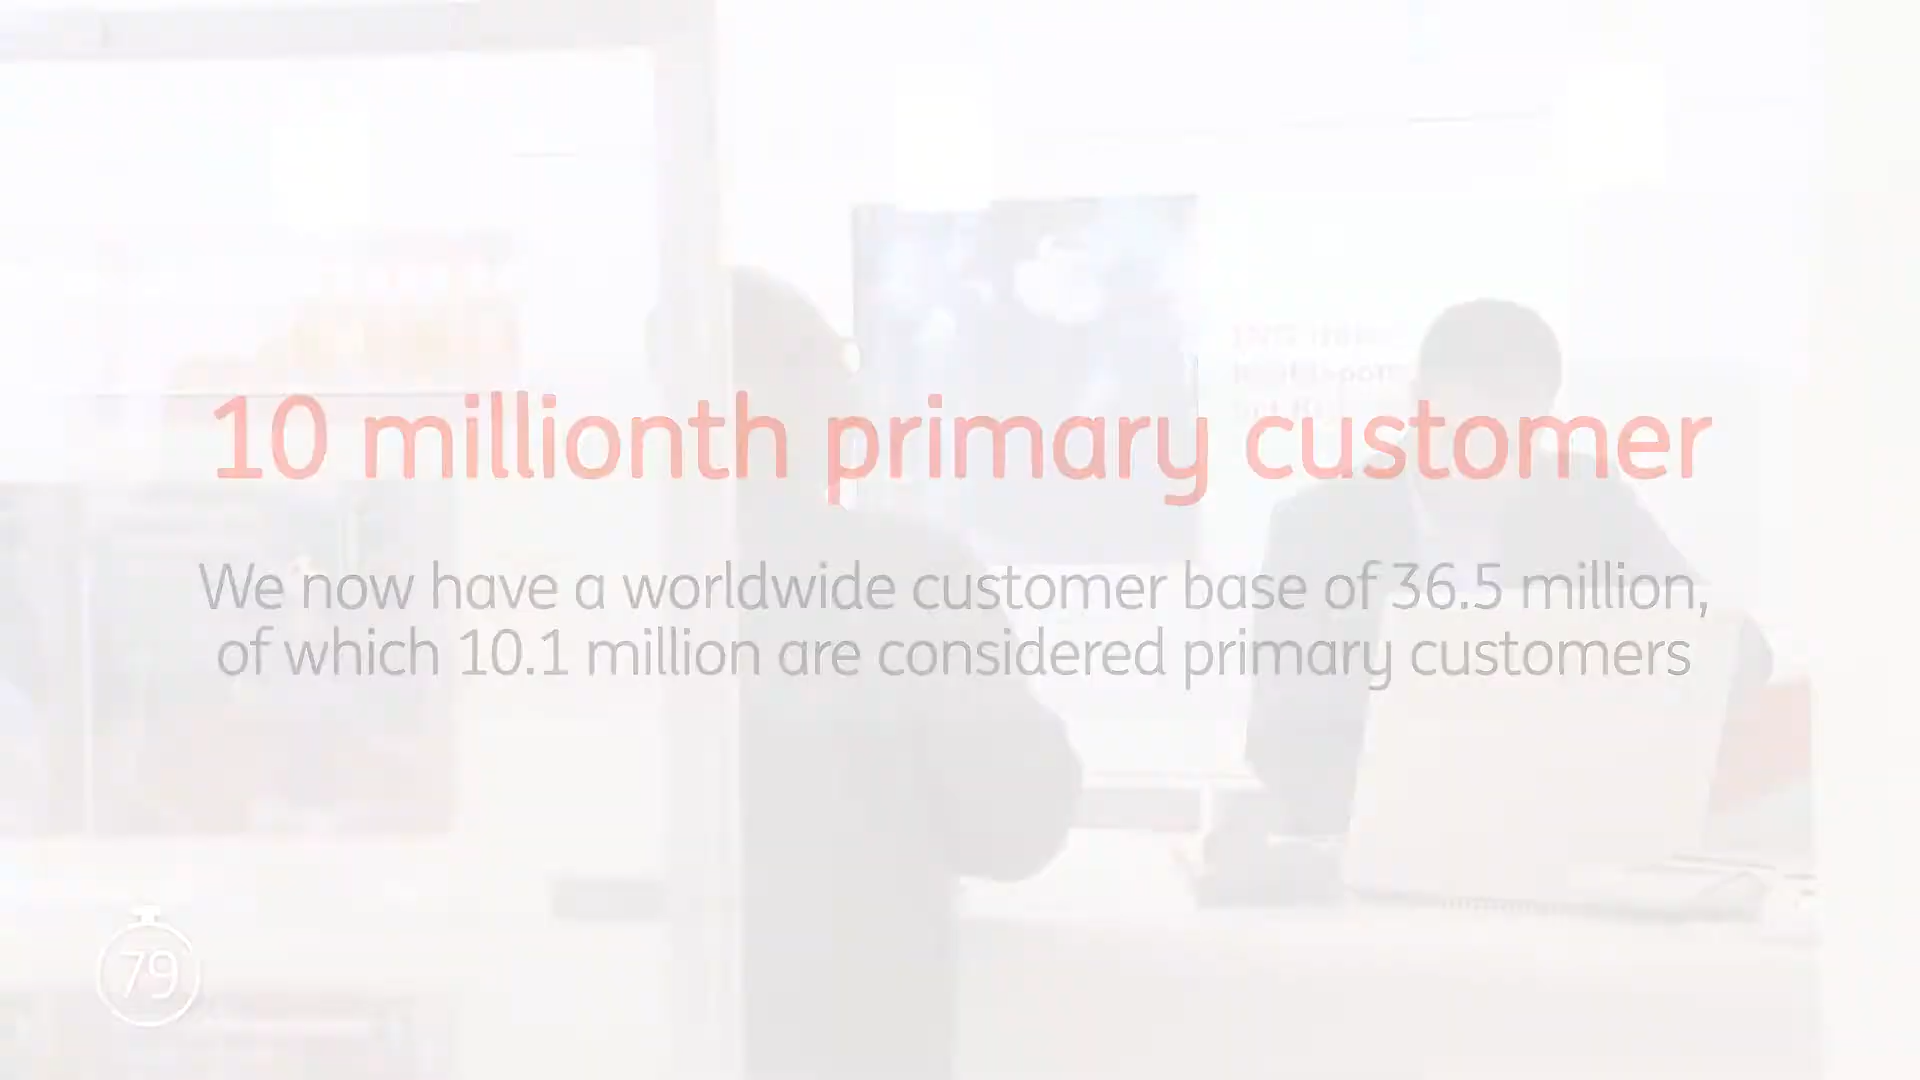 10 millionth primary customer
We now have a worldwide customer base of 36.5 million,
of which 10.1 million are considered primary customers
79